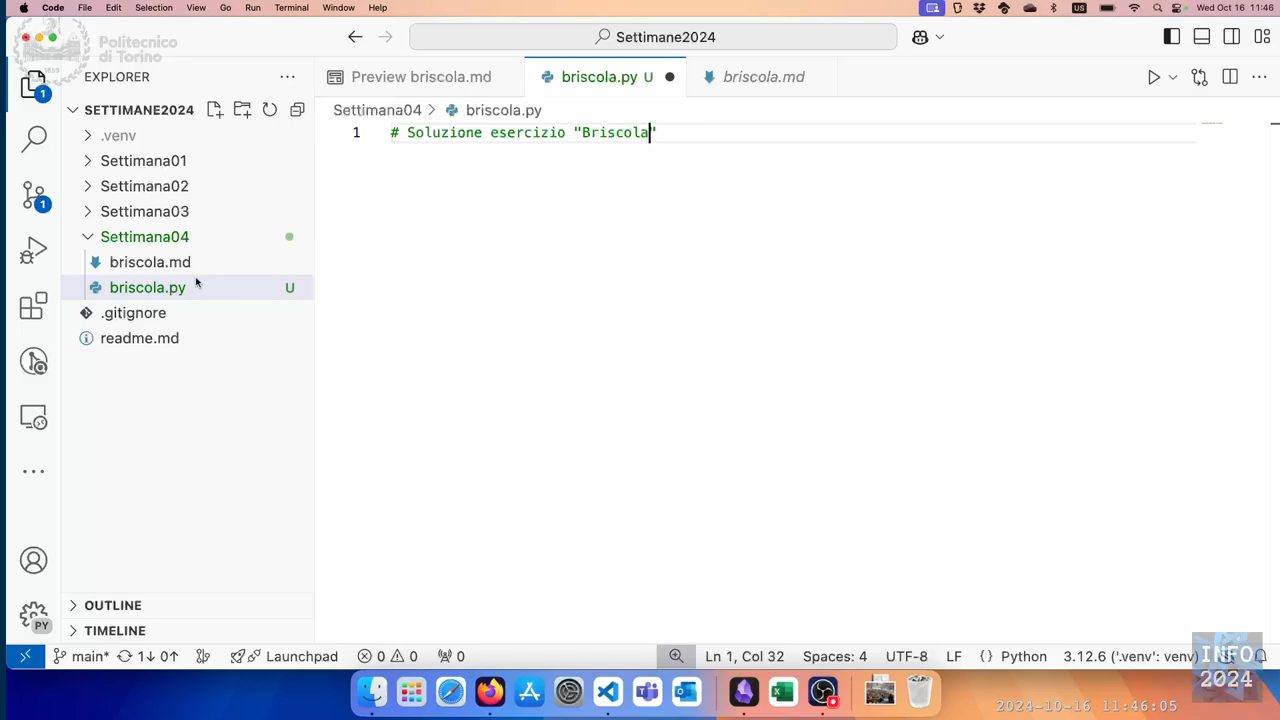 Code File Edit Selection View Go Run Terminal Window Help
US
Wed Oct 16 11:46
Politecnico
di Torino
Settimane2024
EXPLORER
Preview briscola.md
briscola.py U
briscola.md
SETTIMANE2024
Settimana04
briscola.py
.venv
1
# Soluzione esercizio "Briscola"
Settimana01
Settimana02
Settimana03
Settimana04
briscola.md
briscola.py
U
.gitignore
readme.md
1
1
OUTLINE
PY
TIMELINE
main* 1↓ 0↑
Launchpad
0 0
0
Ln 1, Col 32
Spaces: 4
UTF-8
LF
{ } Python
3.12.6 ('.venv': venv)
INFO
2024
2024-10-16 11:46:05